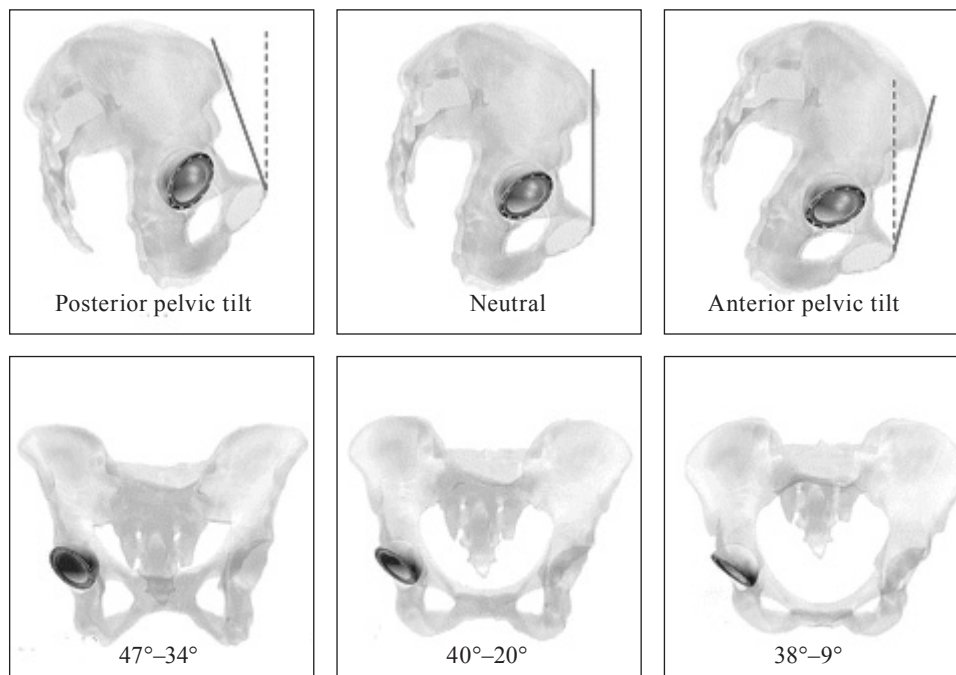 Posterior pelvic tilt
Neutral
Anterior pelvic tilt
47°–34°
40°–20°
38°–9°